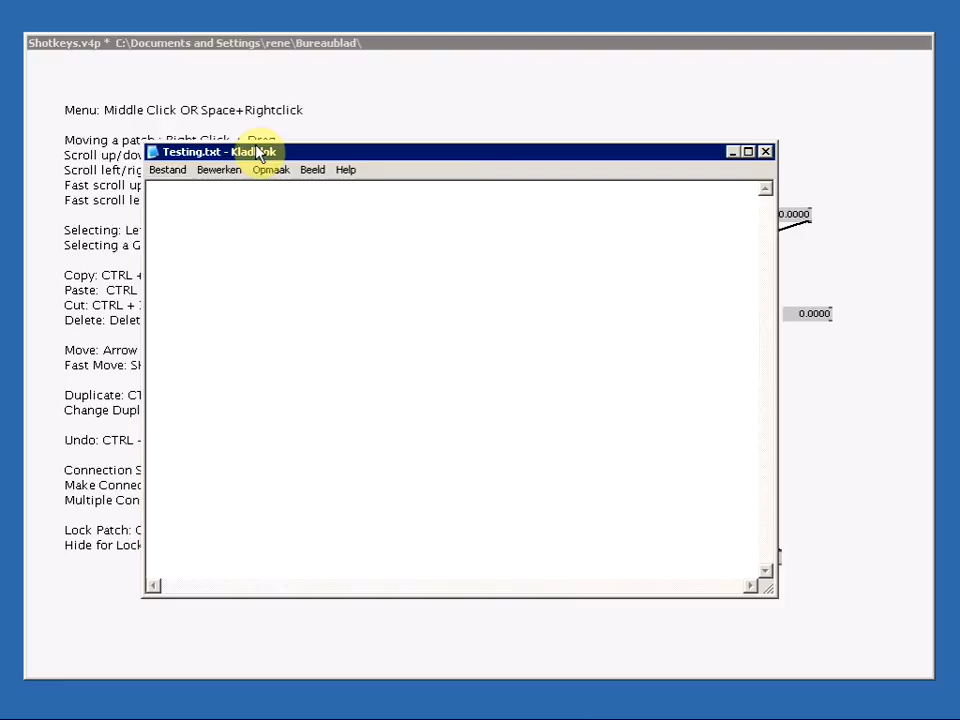 Shotkeys.v4p * C:\Documents and Settings\rene\Bureaublad\
Menu: Middle Click OR Space+Rightclick
Moving a patch : Right Click + Drag
Testing.txt - Kladblok
Bestand Bewerken Opmaak Beeld Help
Scroll up/dow
Scroll left/rig
Fast scroll up
Fast scroll le
0.0000
Selecting: Le
Selecting a G
Copy: CTRL +
Paste: CTRL
Cut: CTRL +
0.0000
Delete: Delet
Move: Arrow
Fast Move: S
Duplicate: CT
Change Dupl
Undo: CTRL -
Connection S
Make Connec
Multiple Con
Lock Patch: C
Hide for Lock